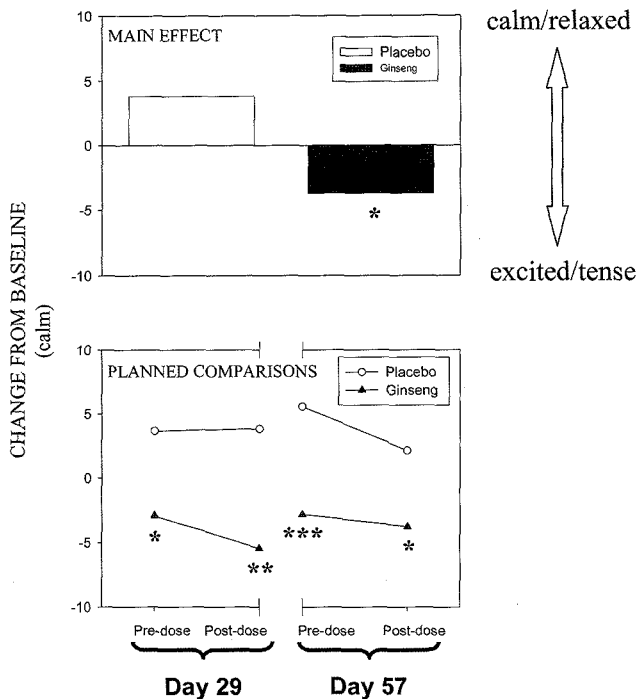 calm/relaxed
excited/tense
CHANGE FROM BASELINE
(calm)
10
5
0
-5
-10
MAIN EFFECT
Placebo
Ginseng
*
10
5
0
-5
-10
PLANNED COMPARISONS
Placebo
Ginseng
*
**
***
*
Pre-dose Post-dose Pre-dose Post-dose
Day 29 Day 57